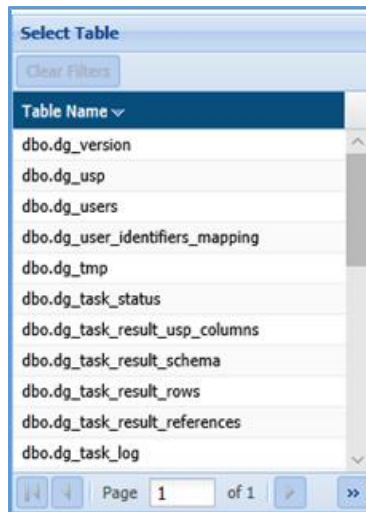 Select Table
Clear Filters
Table Name
dbo.dg_version
dbo.dg_usp
dbo.dg_users
dbo.dg_user_identifiers_mapping
dbo.dg_tmp
dbo.dg_task_status
dbo.dg_task_result_usp_columns
dbo.dg_task_result_schema
dbo.dg_task_result_rows
dbo.dg_task_result_references
dbo.dg_task_log
Page 1 of 1 »